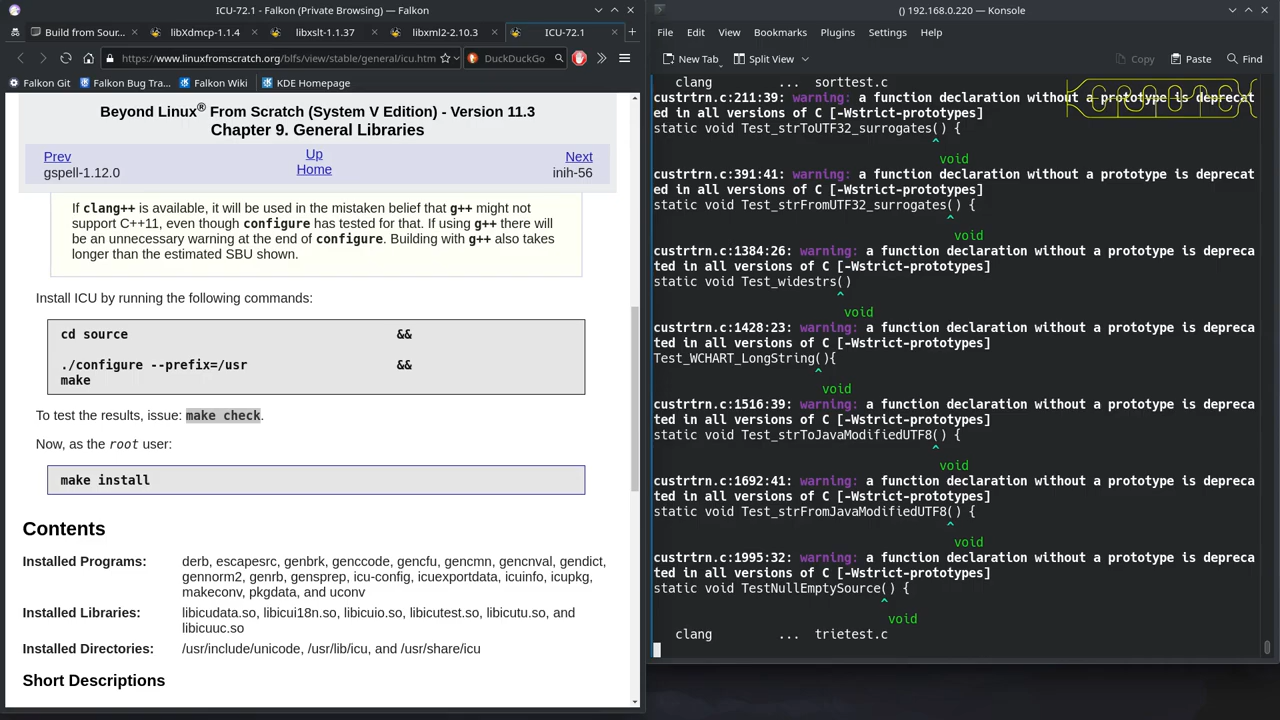 ICU-72.1 - Falkon (Private Browsing) - Falkon
Build from Sour...
libXdmcp-1.1.4
libxslt-1.1.37
libxml2-2.10.3
ICU-72.1
https://www.linuxfromscratch.org/blfs/view/stable/general/icu.htm
DuckDuckGo
Falkon Git
Falkon Bug Tra...
Falkon Wiki
KDE Homepage
Beyond Linux® From Scratch (System V Edition) - Version 11.3
Chapter 9. General Libraries
Prev
Up
Next
gspell-1.12.0
Home
inih-56
If clang++ is available, it will be used in the mistaken belief that g++ might not
support C++11, even though configure has tested for that. If using g++ there will
be an unnecessary warning at the end of configure. Building with g++ also takes
longer than the estimated SBU shown.
Install ICU by running the following commands:
cd source &&
./configure --prefix=/usr &&
make
To test the results, issue: make check.
Now, as the root user:
make install
Contents
Installed Programs: derb, escapesrc, genbrk, genccode, gencfu, gencmn, gencnval, gendict,
gennorm2, genrb, gensprep, icu-config, icuexportdata, icuinfo, icupkg,
makeconv, pkgdata, and uconv
Installed Libraries: libicudata.so, libicui18n.so, libicuio.so, libicutest.so, libicutu.so, and
libicuuc.so
Installed Directories: /usr/include/unicode, /usr/lib/icu, and /usr/share/icu
Short Descriptions
() 192.168.0.220 — Konsole
File Edit View Bookmarks Plugins Settings Help
New Tab
Split View
Copy
Paste
Find
clang ... sorttest.c
custrtrn.c:211:39: warning: a function declaration without a prototype is deprecat
ed in all versions of C [-Wstrict-prototypes]
static void Test_strToUTF32_surrogates() {
^
void
custrtrn.c:391:41: warning: a function declaration without a prototype is deprecat
ed in all versions of C [-Wstrict-prototypes]
static void Test_strFromUTF32_surrogates() {
^
void
custrtrn.c:1384:26: warning: a function declaration without a prototype is depreca
ted in all versions of C [-Wstrict-prototypes]
static void Test_widestrs()
^
void
custrtrn.c:1428:23: warning: a function declaration without a prototype is depreca
ted in all versions of C [-Wstrict-prototypes]
Test_WCHART_LongString(){
^
void
custrtrn.c:1516:39: warning: a function declaration without a prototype is depreca
ted in all versions of C [-Wstrict-prototypes]
static void Test_strToJavaModifiedUTF8() {
^
void
custrtrn.c:1692:41: warning: a function declaration without a prototype is depreca
ted in all versions of C [-Wstrict-prototypes]
static void Test_strFromJavaModifiedUTF8() {
^
void
custrtrn.c:1995:32: warning: a function declaration without a prototype is depreca
ted in all versions of C [-Wstrict-prototypes]
static void TestNullEmptySource() {
^
void
clang ... trietest.c